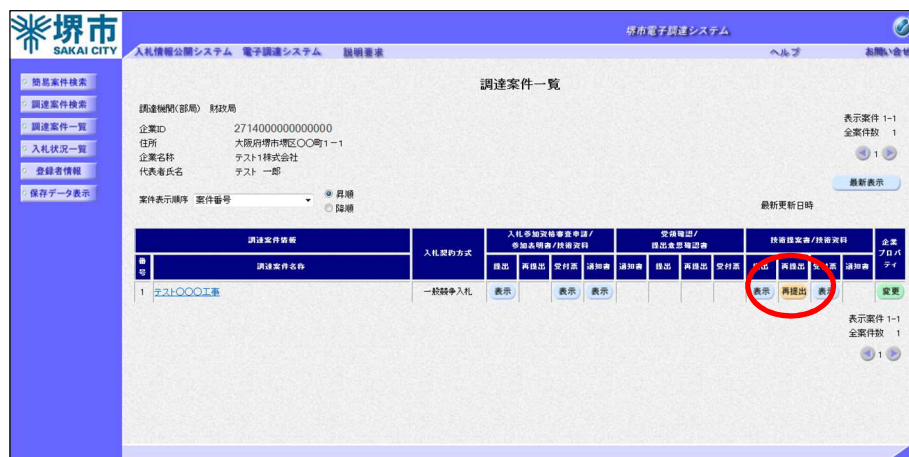 堺市
SAKAI CITY
堺市電子調達システム
入札情報公開システム 電子調達システム 説明要求 ヘルプ お問い合せ
簡易案件検索
調達案件検索
調達案件一覧
入札状況一覧
登録者情報
保存データ表示
調達案件一覧
調達機関(部局) 財政局
企業ID 2714000000000000
住所 大阪府堺市堺区〇〇町1-1
企業名称 テスト1株式会社
代表者氏名 テスト 一郎
案件表示順序 案件番号
昇順
降順
表示案件 1-1
全案件数 1
1
最新表示
最新更新日時
調達案件情報 入札契約方式 入札参加資格審査申請/参加表明書/技術資料 受領確認/提出意思確認書 技術提案書/技術資料 企業プロパティ
番号 調達案件名称 提出 再提出 受付票 通知書 通知書 提出 再提出 受付票 提出 再提出 受付票 通知書
1 テスト〇〇〇工事 一般競争入札 表示 表示 表示 表示 再提出 表示 変更
表示案件 1-1
全案件数 1
1